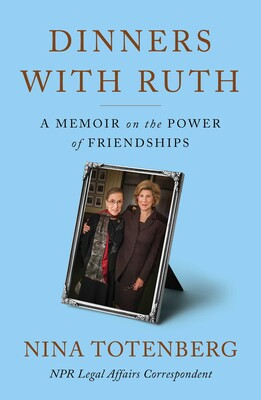 DINNERS
WITH RUTH
A MEMOIR on the POWER
of FRIENDSHIPS
NINA TOTENBERG
NPR Legal Affairs Correspondent